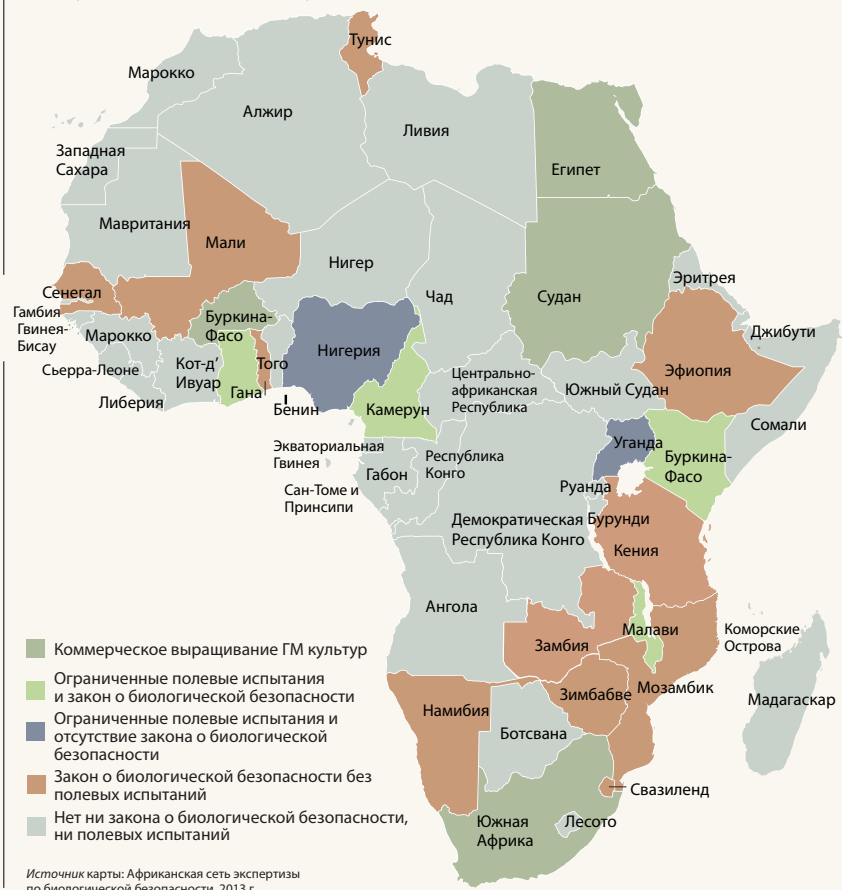 Тунис
Марокко
Алжир
Ливия
Западная
Сахара
Египет
Мавритания
Мали
Нигер
Чад
Судан
Эритрея
Сенегал
Гамбия
Гвинея-
Бисау
Марокко
Буркина-
Фасо
Джибути
Нигерия
Сьерра-Леоне
Кот-д’
Ивуар
Того
Гана
Либерия
Бенин
Камерун
Центрально-
африканская
Республика
Южный Судан
Эфиопия
Сомали
Экваториальная
Гвинея
Уганда
Буркина-
Фасо
Габон
Республика
Конго
Сан-Томе и
Принсипи
Руанда
Демократическая
Республика Конго
Бурунди
Кения
Ангола
Замбия
Малави
Коморские
Острова
Намибия
Зимбабве
Мозамбик
Мадагаскар
Ботсвана
Свазиленд
Южная
Африка
Лесото
Коммерческое выращивание ГМ культур
Ограниченные полевые испытания
и закон о биологической безопасности
Ограниченные полевые испытания и
отсутствие закона о биологической
безопасности
Закон о биологической безопасности без
полевых испытаний
Нет ни закона о биологической безопасности,
ни полевых испытаний
Источник карты: Африканская сеть экспертизы
по биологической безопасности, 2013 г.